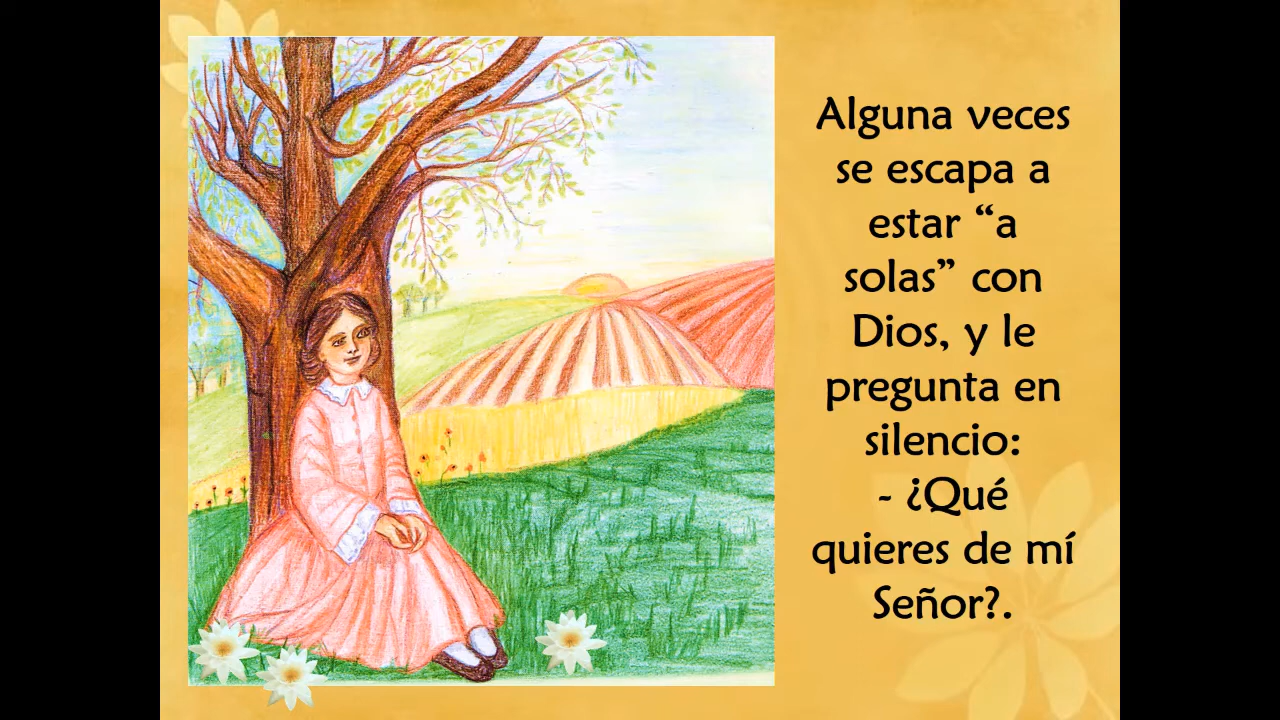 Alguna veces
se escapa a
estar “a
solas” con
Dios, y le
pregunta en
silencio:
- ¿Qué
quieres de mí
Señor?.